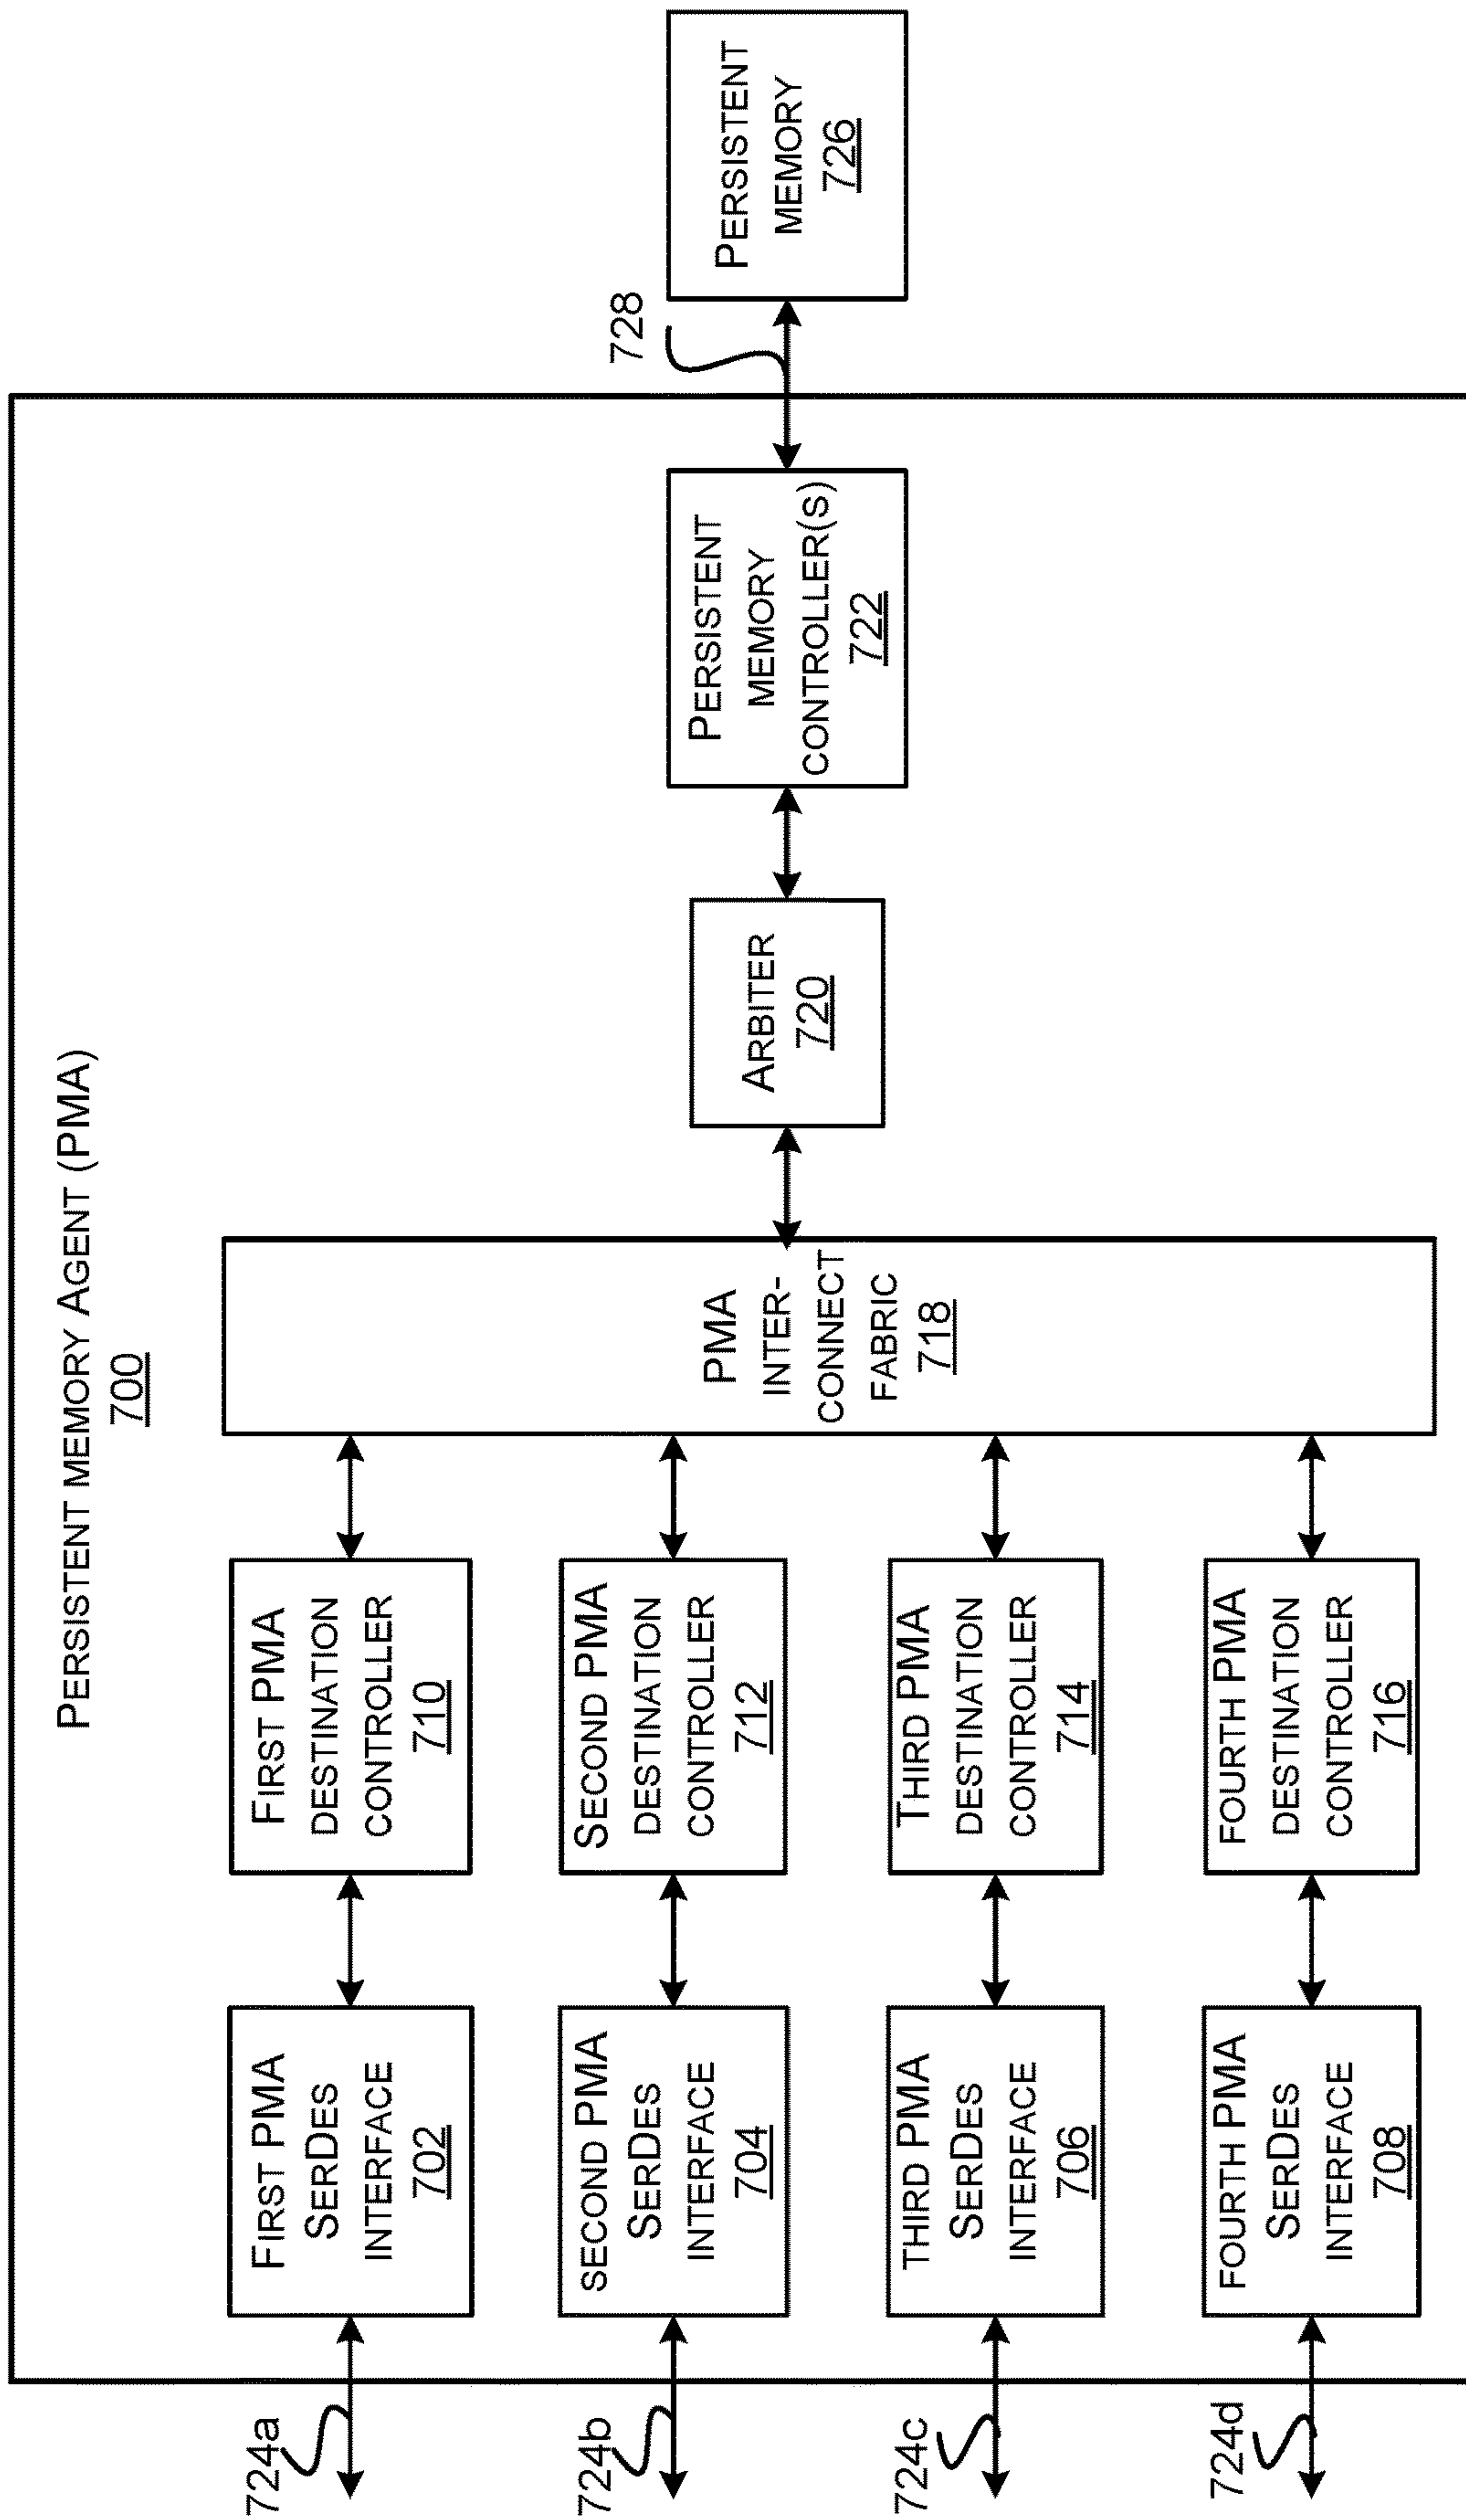 PERSISTENT MEMORY AGENT (PMA)
700
724a
FIRST PMA
SERDES
INTERFACE
702
FIRST PMA
DESTINATION
CONTROLLER
710
724b
SECOND PMA
SERDES
INTERFACE
704
SECOND PMA
DESTINATION
CONTROLLER
712
724c
THIRD PMA
SERDES
INTERFACE
706
THIRD PMA
DESTINATION
CONTROLLER
714
724d
FOURTH PMA
SERDES
INTERFACE
708
FOURTH PMA
DESTINATION
CONTROLLER
716
PMA
INTER-
CONNECT
FABRIC
718
ARBITER
720
PERSISTENT
MEMORY
CONTROLLER(S)
722
728
PERSISTENT
MEMORY
726